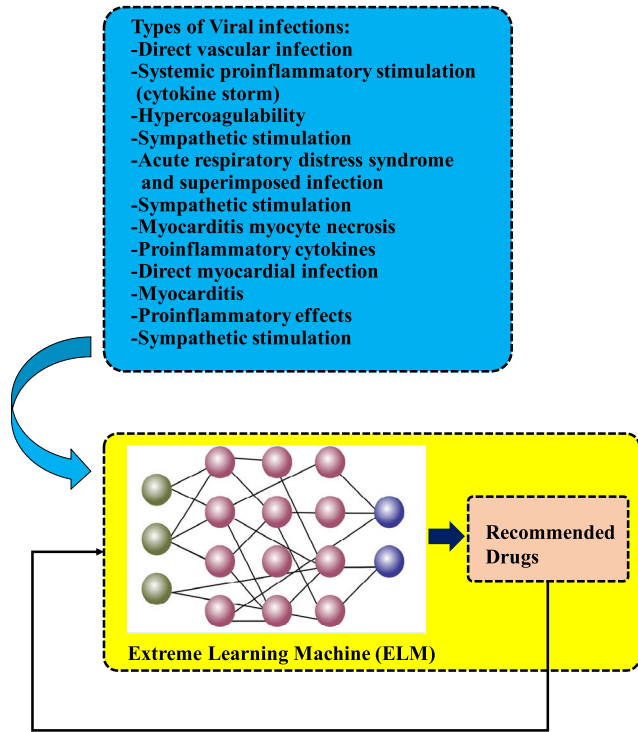 Types of Viral infections:
-Direct vascular infection
-Systemic proinflammatory stimulation
(cytokine storm)
-Hypercoagulability
-Sympathetic stimulation
-Acute respiratory distress syndrome
and superimposed infection
-Sympathetic stimulation
-Myocarditis myocyte necrosis
-Proinflammatory cytokines
-Direct myocardial infection
-Myocarditis
-Proinflammatory effects
-Sympathetic stimulation
Recommended
Drugs
Extreme Learning Machine (ELM)